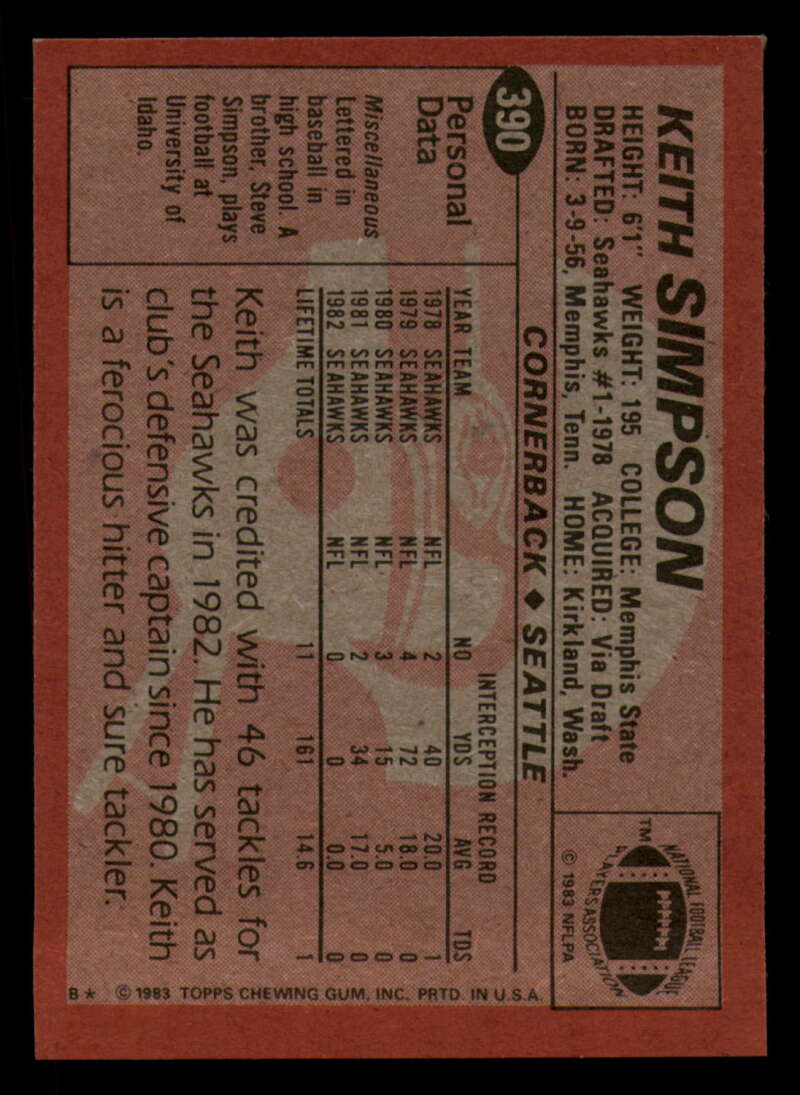 KEITH SIMPSON
HEIGHT: 6'1" WEIGHT: 195 COLLEGE: Memphis State
DRAFTED: Seahawks #1-1978 ACQUIRED: Via Draft
BORN: 3-9-56, Memphis, Tenn. HOME: Kirkland, Wash.
NATIONAL FOOTBALL LEAGUE
PLAYERS ASSOCIATION
TM
© 1983 NFLPA
390
CORNERBACK ♦ SEATTLE
Personal
Data
Miscellaneous
Lettered in
baseball in
high school. A
brother, Steve
Simpson, plays
football at
University of
Idaho.
INTERCEPTION RECORD
YEAR TEAM NO YDS AVG TDS
1978 SEAHAWKS NFL 2 40 20.0 1
1979 SEAHAWKS NFL 4 72 18.0 0
1980 SEAHAWKS NFL 3 15 5.0 0
1981 SEAHAWKS NFL 2 34 17.0 0
1982 SEAHAWKS NFL 0 0 0.0 0
LIFETIME TOTALS 11 161 14.6 1
Keith was credited with 46 tackles for
the Seahawks in 1982. He has served as
club's defensive captain since 1980. Keith
is a ferocious hitter and sure tackler.
B* © 1983 TOPPS CHEWING GUM, INC. PRTD. IN U.S.A.